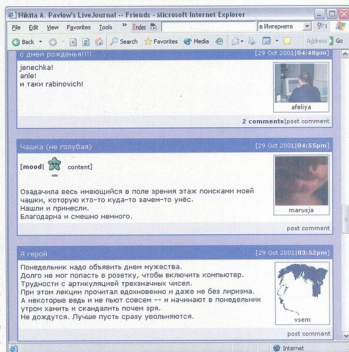 Nikita A. Pavlow's LiveJournal -- Friends - Microsoft Internet Explorer
File Edit View Favorites Tools » Endes
в Интернете
Back Search Favorites Media Address Go
с днем рожденья!!!! [29 Oct 2001|04:48pm]
jenechka!
anle!
и таки rabinovich!
afeliya
2 comments|post comment
Чашка (не голубая) [29 Oct 2001|04:35pm]
[mood| content]
Озадачила весь имеющийся в поле зрения этаж поисками моей
чашки, которую кто-то куда-то зачем-то унёс.
Нашли и принесли.
Благодарна и смешно немного.
marusja
post comment
Я герой [29 Oct 2001|03:52pm]
Понедельник надо объявить днем мужества.
Долго не мог попасть в розетку, чтобы включить компьютер.
Трудности с артикуляцией трехзначных чисел.
При этом лекции прочитал вдохновенно и даже не без лиризма.
А некоторые ведь и не пьют совсем -- и начинают в понедельник
утром ханить и скандалить почем зря.
Не дождутся. Лучше пусть сразу увольняются.
vsem
post comment
Internet